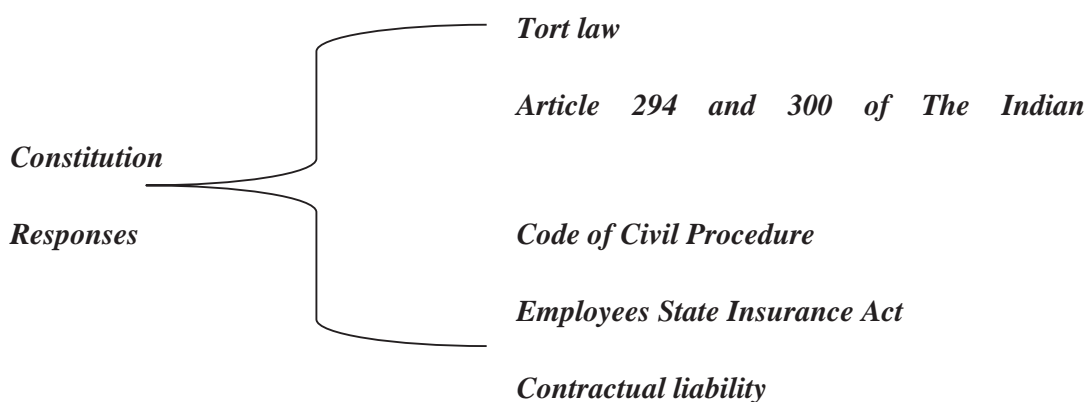 Tort law
Article 294 and 300 of The Indian
Constitution
Responses
Code of Civil Procedure
Employees State Insurance Act
Contractual liability